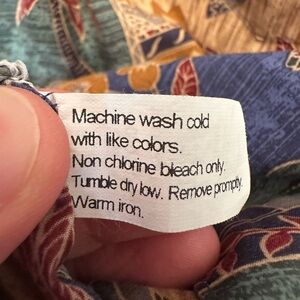 Machine wash cold
with like colors.
Non chlorine bleach only.
Tumble dry low. Remove promptly.
Warm iron.